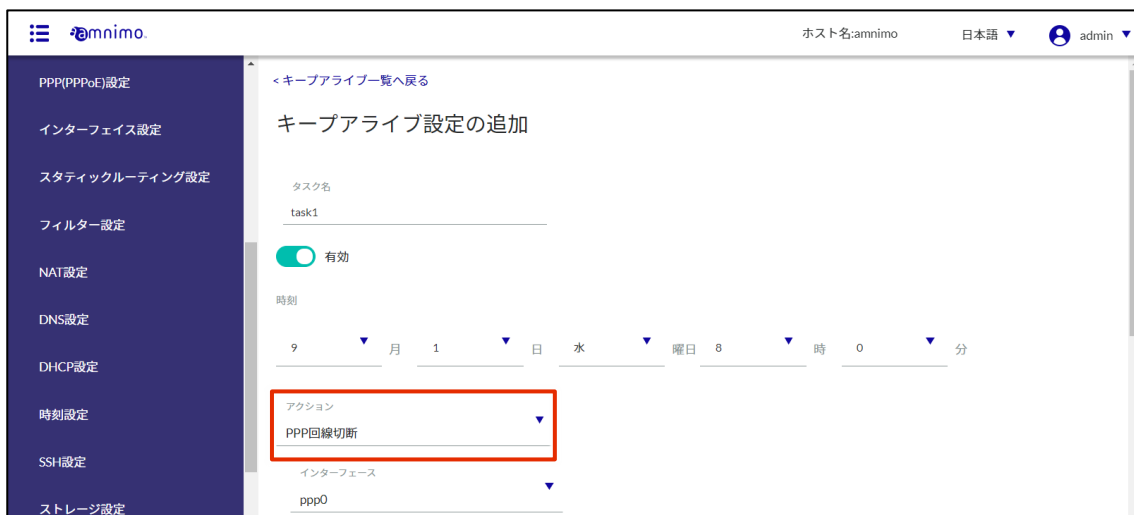 amnimo.
ホスト名:amnimo
日本語
admin
PPP(PPPoE)設定
インターフェイス設定
スタティックルーティング設定
フィルター設定
NAT設定
DNS設定
DHCP設定
時刻設定
SSH設定
ストレージ設定
< キープアライブ一覧へ戻る
キープアライブ設定の追加
タスク名
task1
有効
時刻
9 月 1 日 水 曜日 8 時 0 分
アクション
PPP回線切断
インターフェース
ppp0